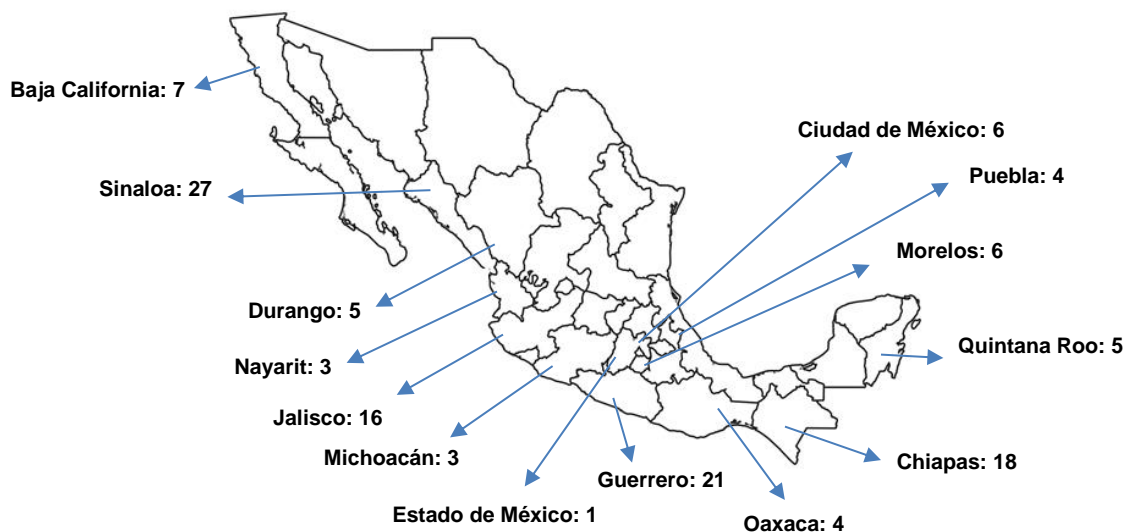 Baja California: 7
Ciudad de México: 6
Puebla: 4
Sinaloa: 27
Morelos: 6
Durango: 5
Quintana Roo: 5
Nayarit: 3
Jalisco: 16
Michoacán: 3
Chiapas: 18
Guerrero: 21
Estado de México: 1
Oaxaca: 4